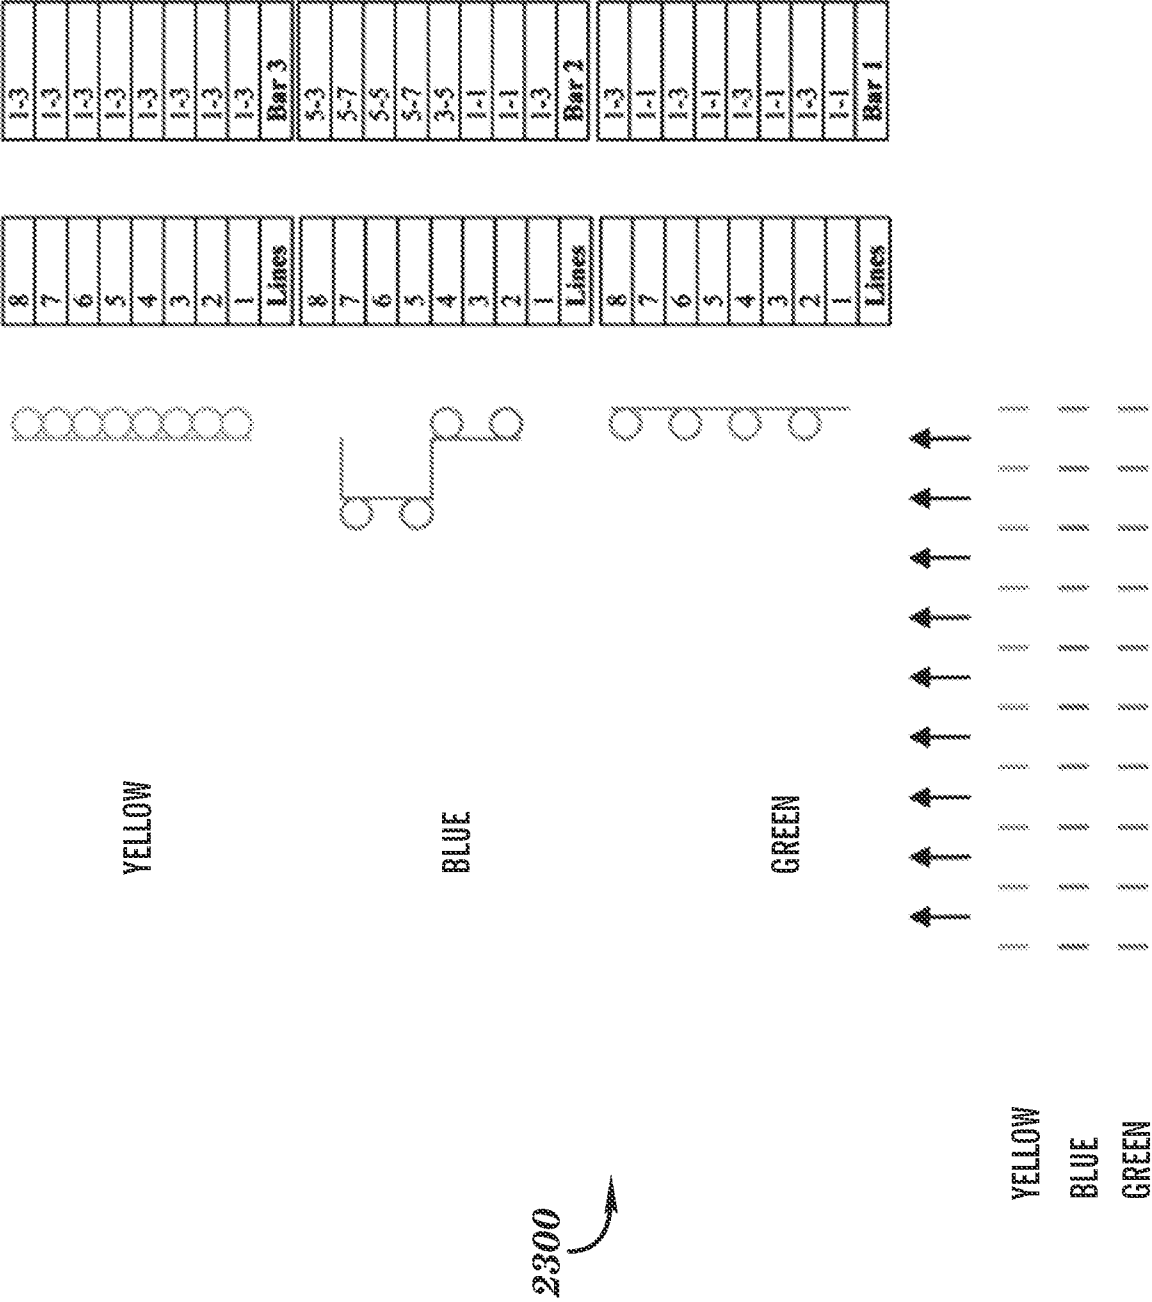 8 1-3
7 1-3
6 1-3
5 1-3
YELLOW
4 1-3
3 1-3
2 1-3
1 1-3
Lines Bar 3
8 5-3
7 5-7
6 5-5
5 5-7
BLUE
4 3-5
3 1-1
2 1-1
1 1-3
Lines Bar 2
2300
8 1-3
7 1-1
6 1-3
5 1-1
4 1-3
GREEN
3 1-1
2 1-3
1 1-1
Lines Bar 1
YELLOW
BLUE
GREEN